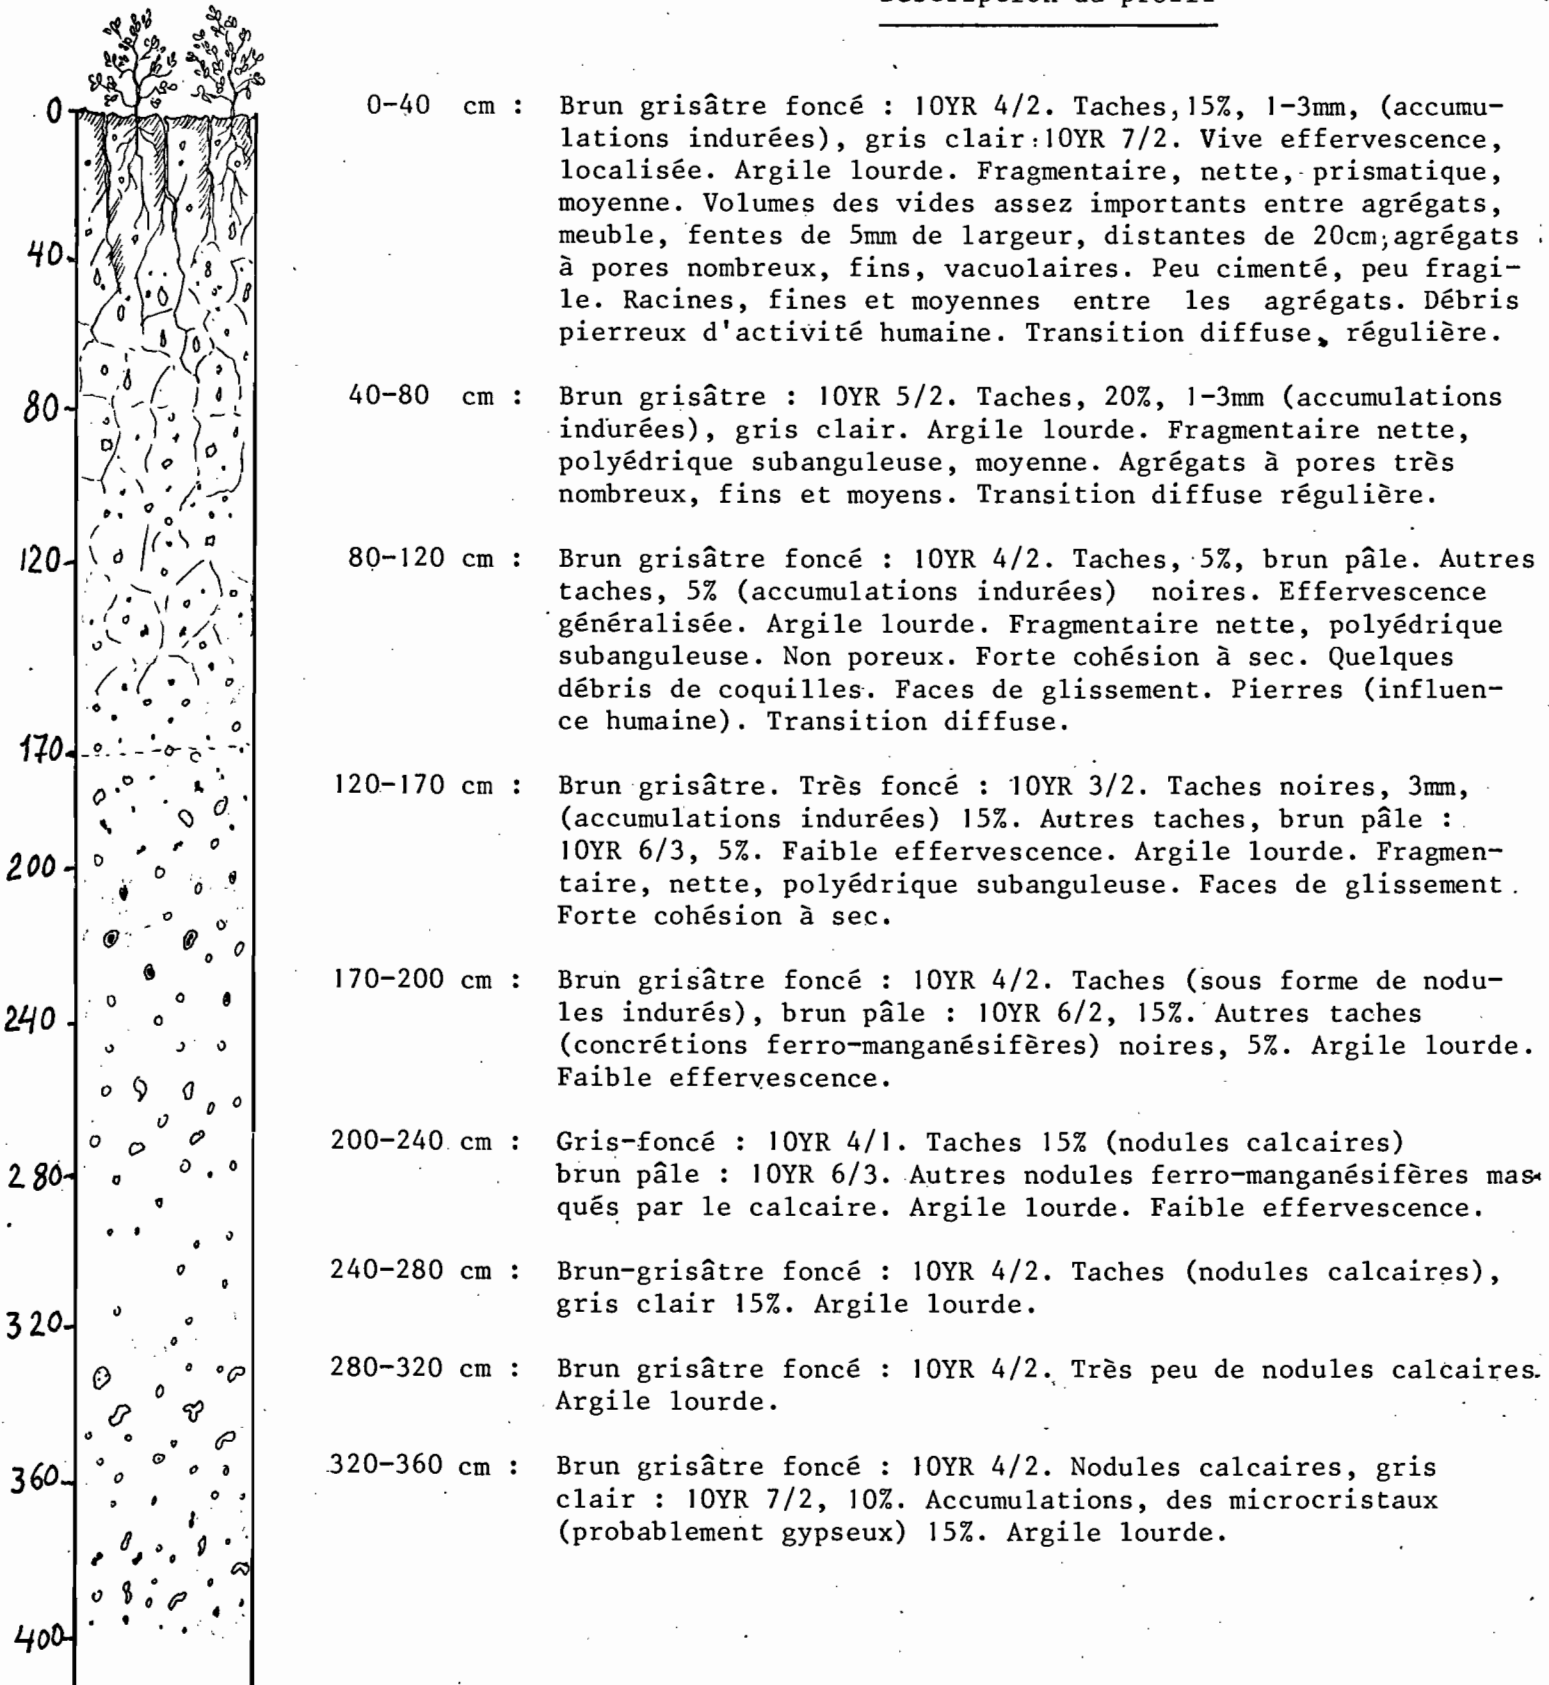 0-40 cm : Brun grisâtre foncé : 10YR 4/2. Taches, 15%, 1-3mm, (accumu-
lations indurées), gris clair : 10YR 7/2. Vive effervescence,
localisée. Argile lourde. Fragmentaire, nette, prismatique,
moyenne. Volumes des vides assez importants entre agrégats,
meuble, fentes de 5mm de largeur, distantes de 20cm; agrégats
à pores nombreux, fins, vacuolaires. Peu cimenté, peu fragi-
le. Racines, fines et moyennes entre les agrégats. Débris
pierreux d'activité humaine. Transition diffuse, régulière.
40-80 cm : Brun grisâtre : 10YR 5/2. Taches, 20%, 1-3mm (accumulations
indurées), gris clair. Argile lourde. Fragmentaire nette,
polyédrique subanguleuse, moyenne. Agrégats à pores très
nombreux, fins et moyens. Transition diffuse régulière.
80-120 cm : Brun grisâtre foncé : 10YR 4/2. Taches, 5%, brun pâle. Autres
taches, 5% (accumulations indurées) noires. Effervescence
généralisée. Argile lourde. Fragmentaire nette, polyédrique
subanguleuse. Non poreux. Forte cohésion à sec. Quelques
débris de coquilles. Faces de glissement. Pierres (influen-
ce humaine). Transition diffuse.
120-170 cm : Brun grisâtre. Très foncé : 10YR 3/2. Taches noires, 3mm,
(accumulations indurées) 15%. Autres taches, brun pâle :
10YR 6/3, 5%. Faible effervescence. Argile lourde. Fragmen-
taire, nette, polyédrique subanguleuse. Faces de glissement.
Forte cohésion à sec.
170-200 cm : Brun grisâtre foncé : 10YR 4/2. Taches (sous forme de nodu-
les indurés), brun pâle : 10YR 6/2, 15%. Autres taches
(concrétions ferro-manganésifères) noires, 5%. Argile lourde.
Faible effervescence.
200-240 cm : Gris-foncé : 10YR 4/1. Taches 15% (nodules calcaires)
brun pâle : 10YR 6/3. Autres nodules ferro-manganésifères mas-
qués par le calcaire. Argile lourde. Faible effervescence.
240-280 cm : Brun-grisâtre foncé : 10YR 4/2. Taches (nodules calcaires),
gris clair 15%. Argile lourde.
280-320 cm : Brun grisâtre foncé : 10YR 4/2. Très peu de nodules calcaires.
Argile lourde.
320-360 cm : Brun grisâtre foncé : 10YR 4/2. Nodules calcaires, gris
clair : 10YR 7/2, 10%. Accumulations, des microcristaux
(probablement gypseux) 15%. Argile lourde.
0
40
80
120
170
200
240
280
320
360
400